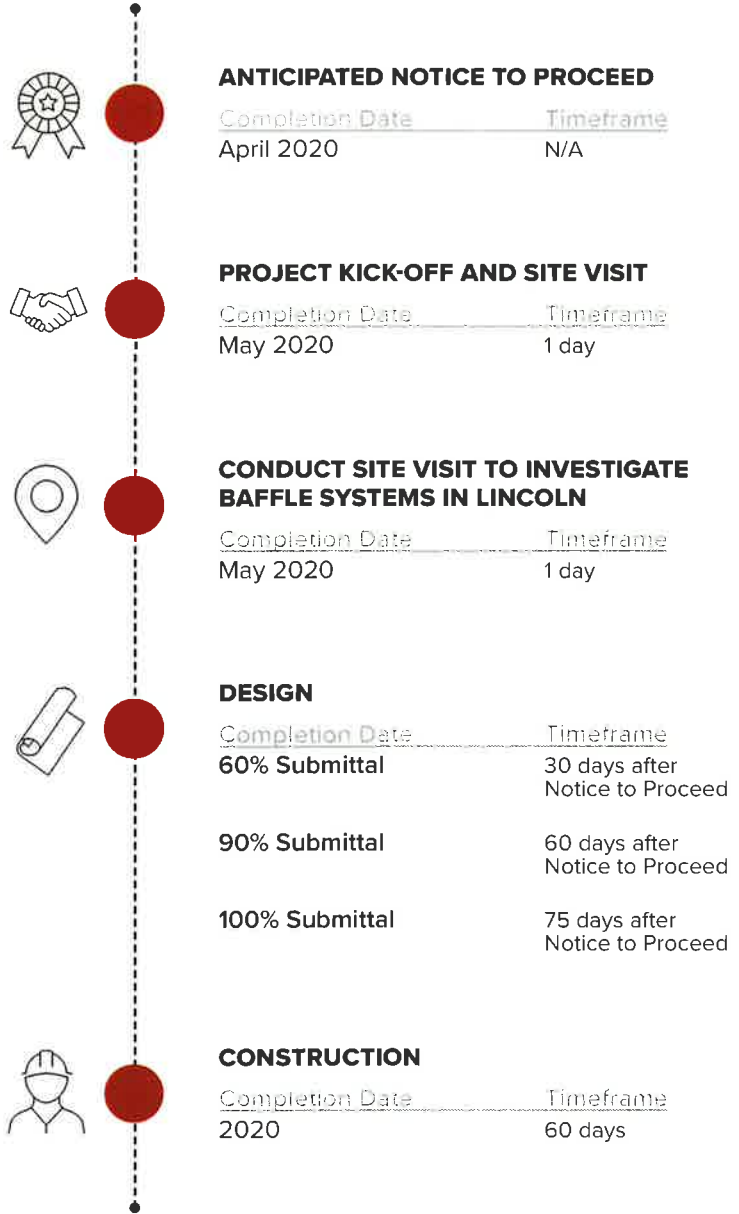 ANTICIPATED NOTICE TO PROCEED
Completion Date Timeframe
April 2020 N/A
PROJECT KICK-OFF AND SITE VISIT
Completion Date Timeframe
May 2020 1 day
CONDUCT SITE VISIT TO INVESTIGATE
BAFFLE SYSTEMS IN LINCOLN
Completion Date Timeframe
May 2020 1 day
DESIGN
Completion Date Timeframe
60% Submittal 30 days after
Notice to Proceed
90% Submittal 60 days after
Notice to Proceed
100% Submittal 75 days after
Notice to Proceed
CONSTRUCTION
Completion Date Timeframe
2020 60 days